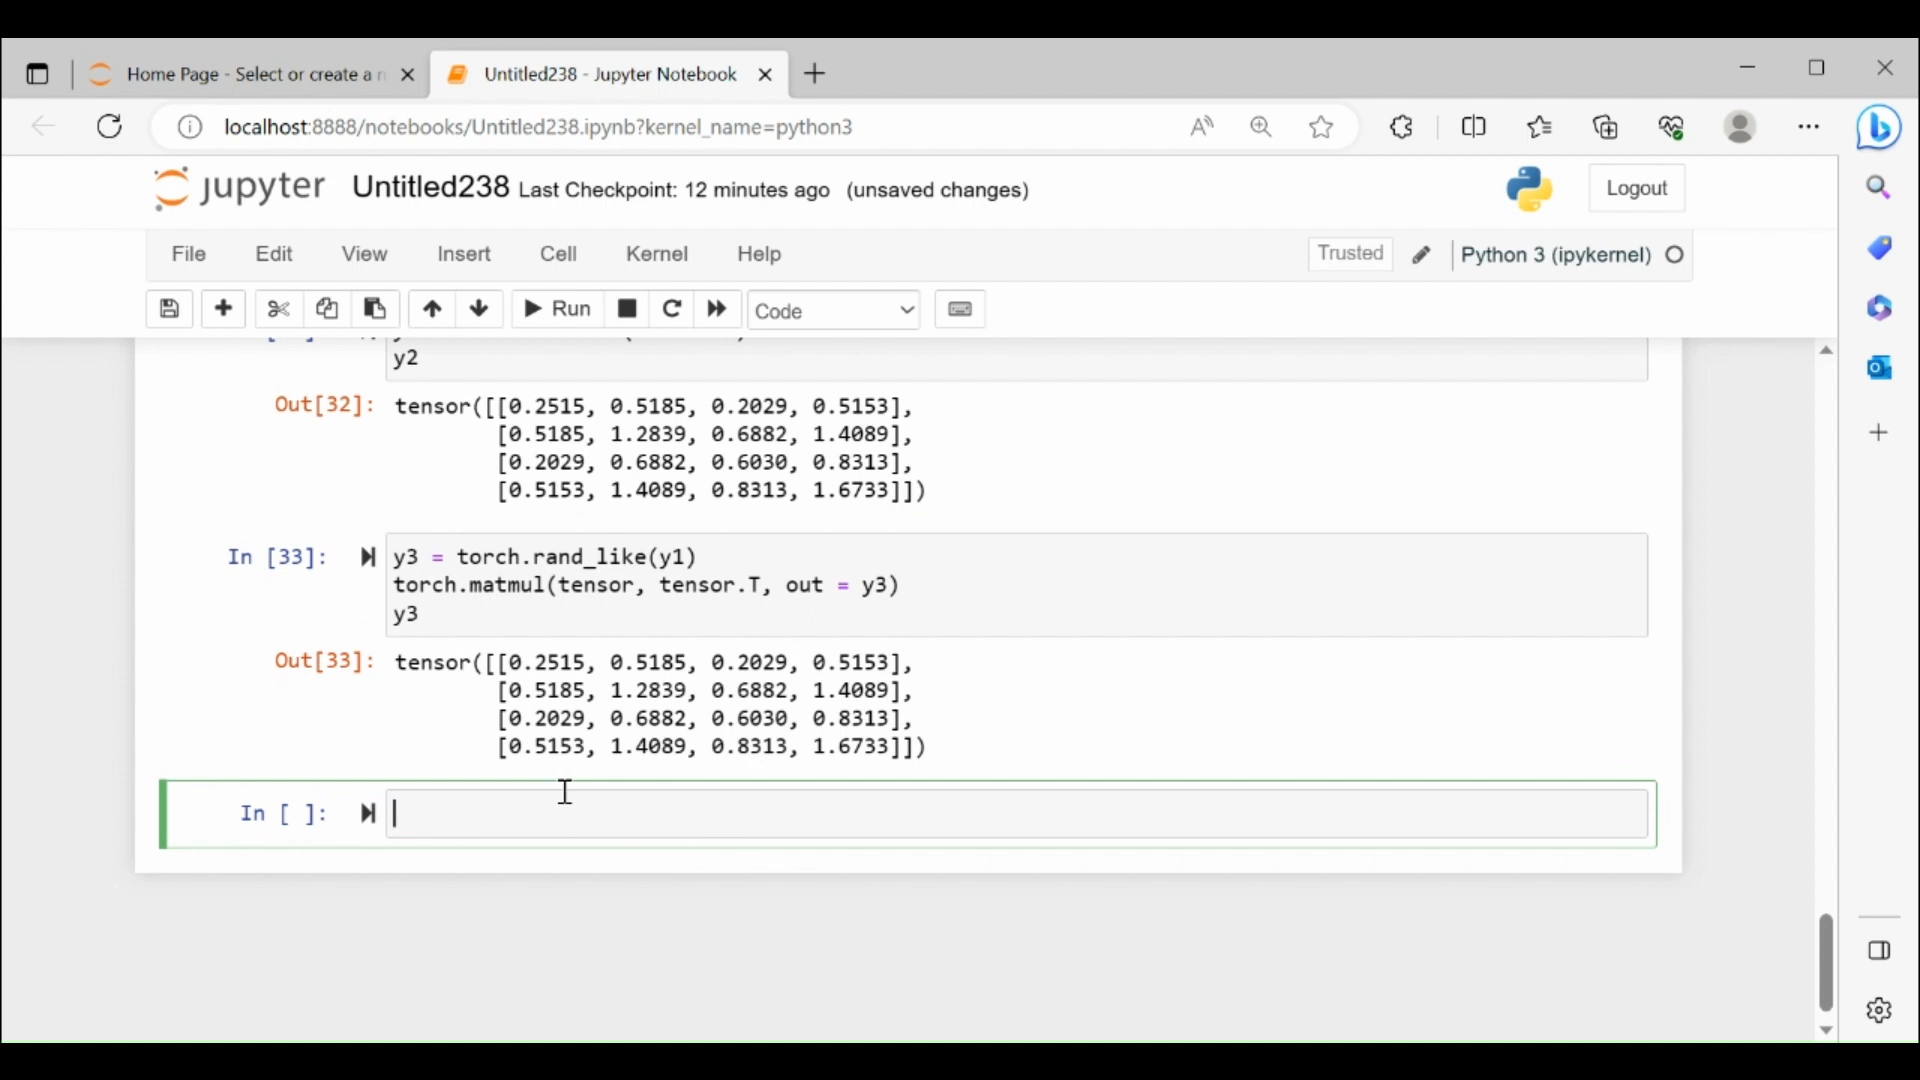 Home Page - Select or create a n
Untitled238 - Jupyter Notebook
localhost:8888/notebooks/Untitled238.ipynb?kernel_name=python3
jupyter Untitled238 Last Checkpoint: 12 minutes ago (unsaved changes)
Logout
File Edit View Insert Cell Kernel Help
Trusted
Python 3 (ipykernel)
Run
Code
y2
Out[32]: tensor([[0.2515, 0.5185, 0.2029, 0.5153],
[0.5185, 1.2839, 0.6882, 1.4089],
[0.2029, 0.6882, 0.6030, 0.8313],
[0.5153, 1.4089, 0.8313, 1.6733]])
In [33]: y3 = torch.rand_like(y1)
torch.matmul(tensor, tensor.T, out = y3)
y3
Out[33]: tensor([[0.2515, 0.5185, 0.2029, 0.5153],
[0.5185, 1.2839, 0.6882, 1.4089],
[0.2029, 0.6882, 0.6030, 0.8313],
[0.5153, 1.4089, 0.8313, 1.6733]])
In [ ]: